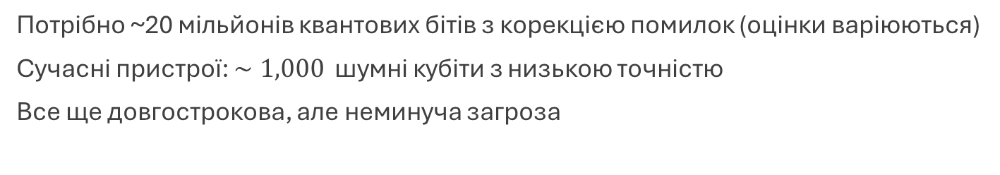 Потрібно ~20 мільйонів квантових бітів з корекцією помилок (оцінки варіюються)
Сучасні пристрої: ~ 1,000 шумні кубіти з низькою точністю
Все ще довгострокова, але неминуча загроза